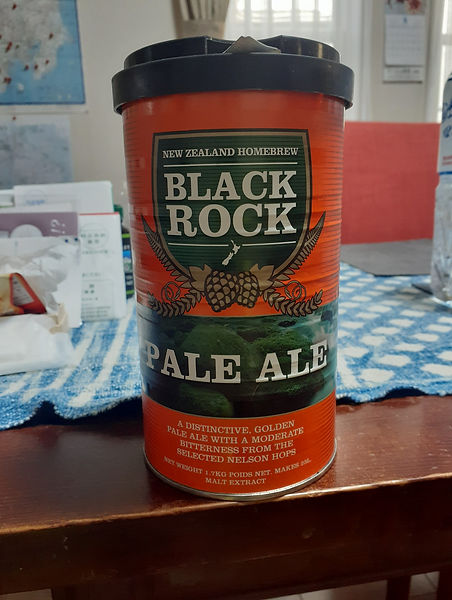 NEW ZEALAND HOMEBREW
BLACK
ROCK
PALE ALE
A DISTINCTIVE, GOLDEN
PALE ALE WITH A MODERATE
BITTERNESS FROM THE
SELECTED NELSON HOPS
NET WEIGHT 1.7KG POIDS NET. MAKES 23L.
MALT EXTRACT